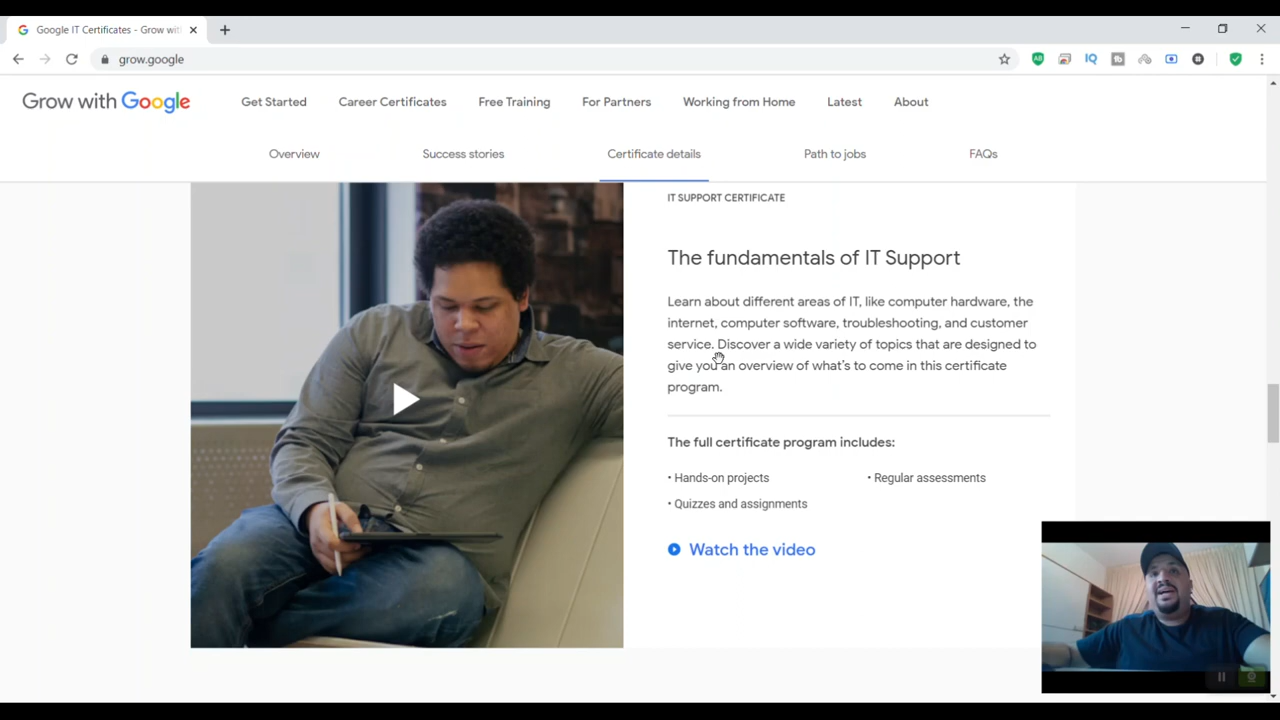 Google IT Certificates - Grow wit
grow.google
Grow with Google
Get Started
Career Certificates
Free Training
For Partners
Working from Home
Latest
About
Overview
Success stories
Certificate details
Path to jobs
FAQs
IT SUPPORT CERTIFICATE
The fundamentals of IT Support
Learn about different areas of IT, like computer hardware, the
internet, computer software, troubleshooting, and customer
service. Discover a wide variety of topics that are designed to
give you an overview of what's to come in this certificate
program.
The full certificate program includes:
• Hands-on projects
• Regular assessments
• Quizzes and assignments
Watch the video